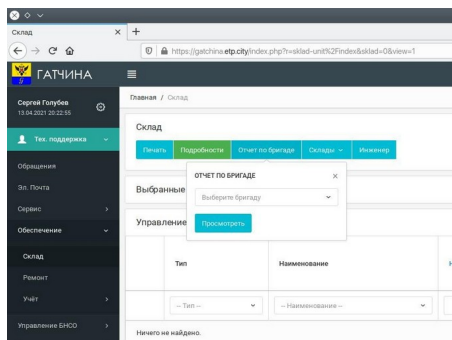 Склад
https://gatchina.etp.city/index.php?r=sklad-unit%2Findex&sklad=0&view=1
ГАТЧИНА
Сергей Голубев
13.04.2021 20:22:55
Главная / Склад
Тех. поддержка
Обращения
Эл. Почта
Сервис
Обеспечение
Склад
Ремонт
Учёт
Управление БНСО
Склад
Печать Подробности Отчет по бригаде Склады Инженер
ОТЧЕТ ПО БРИГАДЕ
Выберите бригаду
Просмотреть
Выбранные
Управление
Тип Наименование
-- Тип -- -- Наименование --
Ничего не найдено.